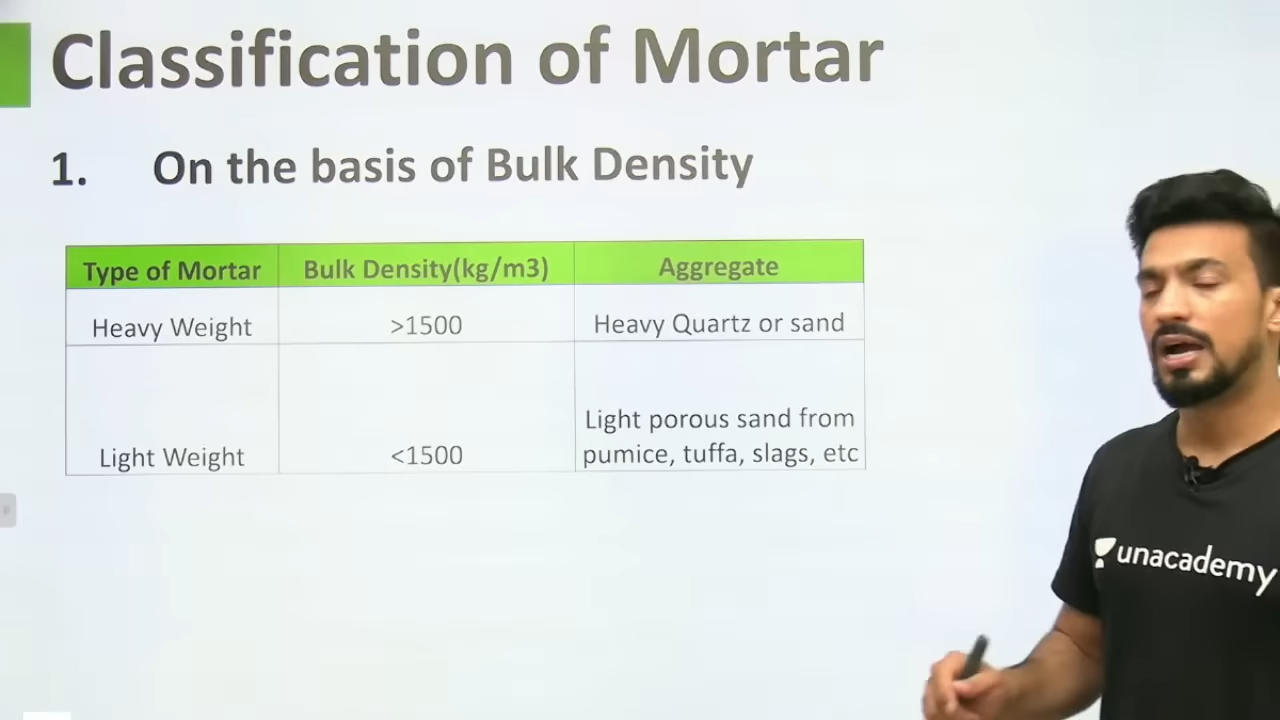 Classification of Mortar
1. On the basis of Bulk Density
Type of Mortar Bulk Density(kg/m3) Aggregate
Heavy Weight >1500 Heavy Quartz or sand
Light porous sand from
Light Weight <1500 pumice, tuffa, slags, etc
unacademy